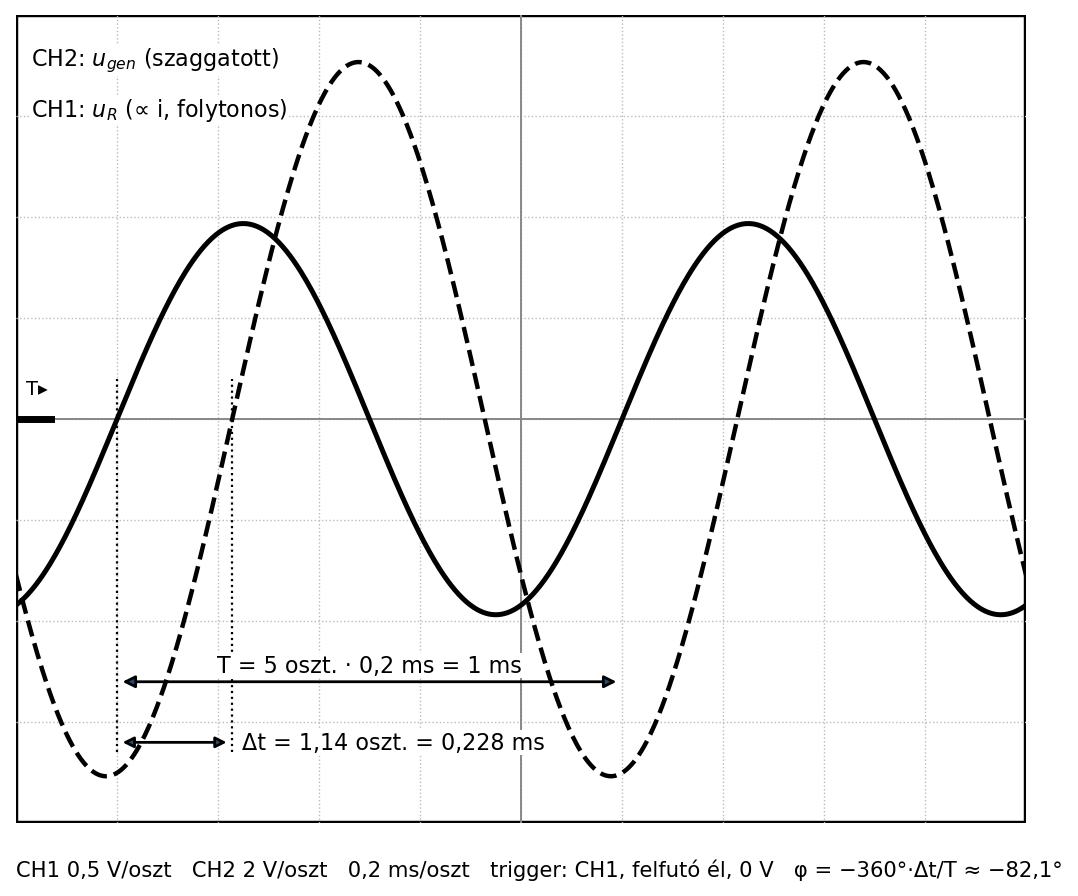 CH2: u_gen (szaggatott)
CH1: u_R (∝ i, folytonos)
T▸
T = 5 oszt. · 0,2 ms = 1 ms
Δt = 1,14 oszt. = 0,228 ms
CH1 0,5 V/oszt   CH2 2 V/oszt   0,2 ms/oszt   trigger: CH1, felfutó él, 0 V   φ = −360°·Δt/T ≈ −82,1°